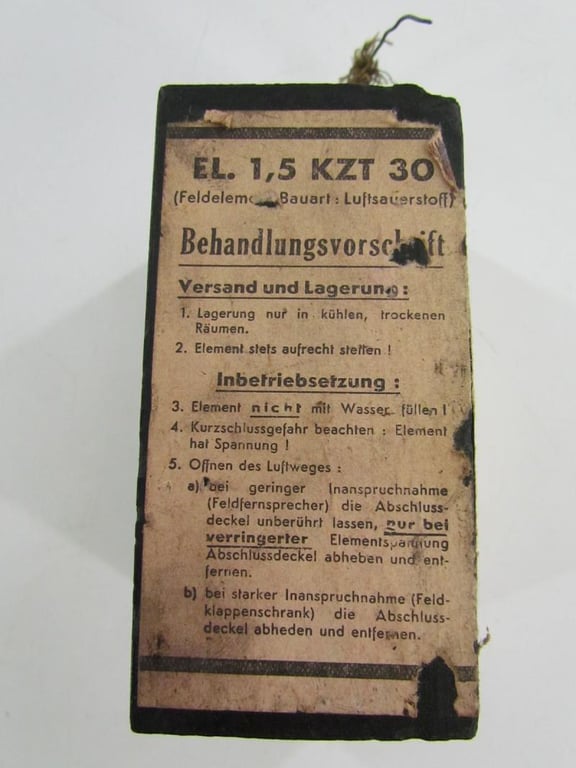 EL. 1,5 KZT 30
(Feldelem Bauart : Luftsauerstoff)
Behandlungsvorschrift
Versand und Lagerung :
1. Lagerung nur in kühlen, trockenen
Räumen.
2. Element stets aufrecht stellen !
Inbetriebsetzung :
3. Element nicht mit Wasser füllen !
4. Kurzschlussgefahr beachten : Element
hat Spannung !
5. Offnen des Luftweges :
a) bei geringer Inanspruchnahme
(Feldfernsprecher) die Abschluss-
deckel unberührt lassen, nur bei
verringerter Elementspannung
Abschlussdeckel abheben und ent-
fernen.
b) bei starker Inanspruchnahme (Feld-
klappenschrank) die Abschluss-
deckel abheden und entfernen.